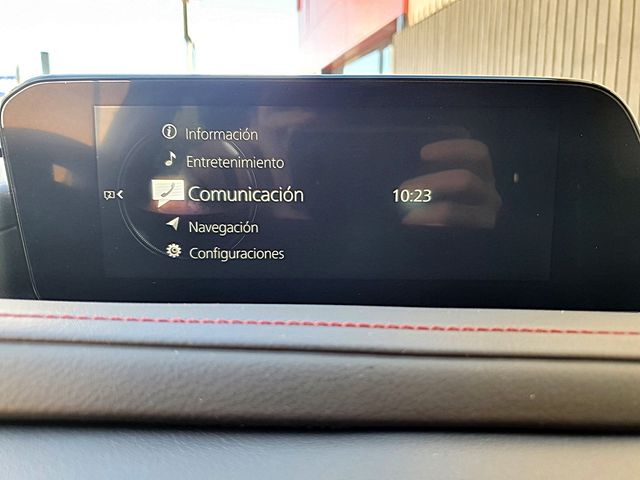 Información
Entretenimiento
Comunicación
10:23
Navegación
Configuraciones